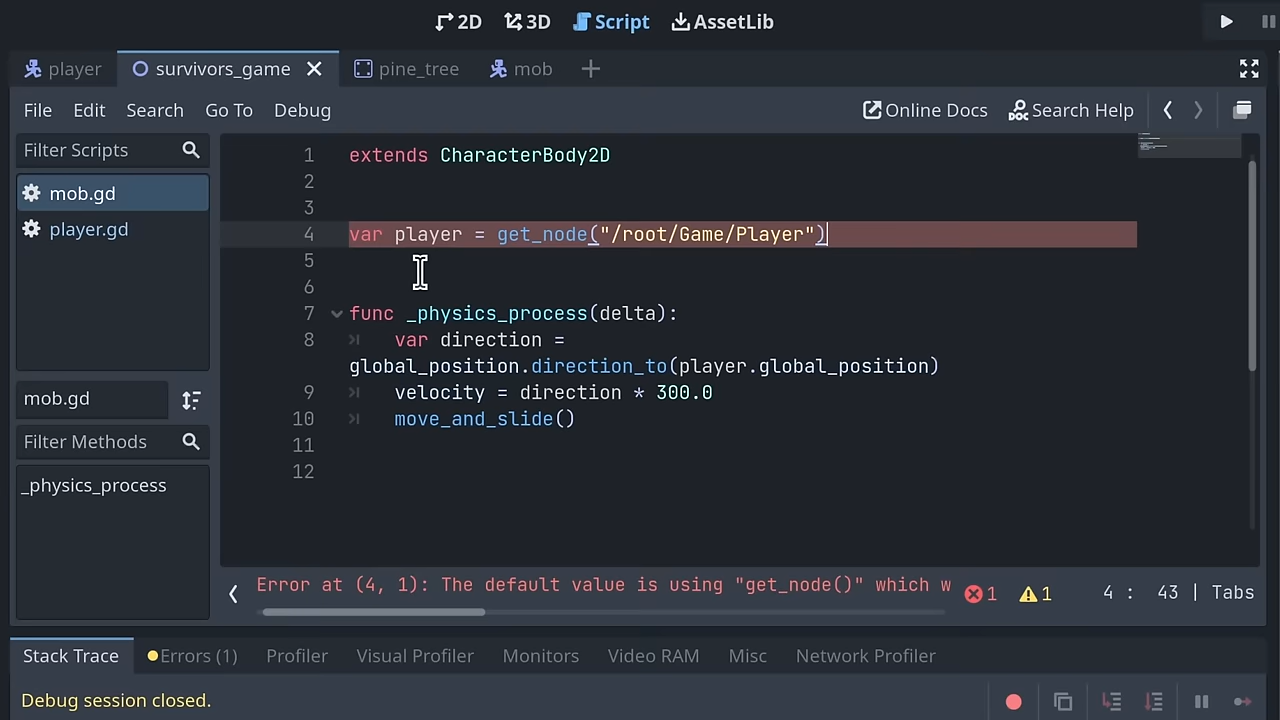 2D 3D Script AssetLib
player survivors_game pine_tree mob
File Edit Search Go To Debug Online Docs Search Help
Filter Scripts
mob.gd
player.gd
mob.gd
Filter Methods
_physics_process
1 extends CharacterBody2D
2
3
4 var player = get_node("/root/Game/Player")
5
6
7 func _physics_process(delta):
8 var direction =
global_position.direction_to(player.global_position)
9 velocity = direction * 300.0
10 move_and_slide()
11
12
Error at (4, 1): The default value is using "get_node()" which w 1 1 4 : 43 | Tabs
Stack Trace Errors (1) Profiler Visual Profiler Monitors Video RAM Misc Network Profiler
Debug session closed.